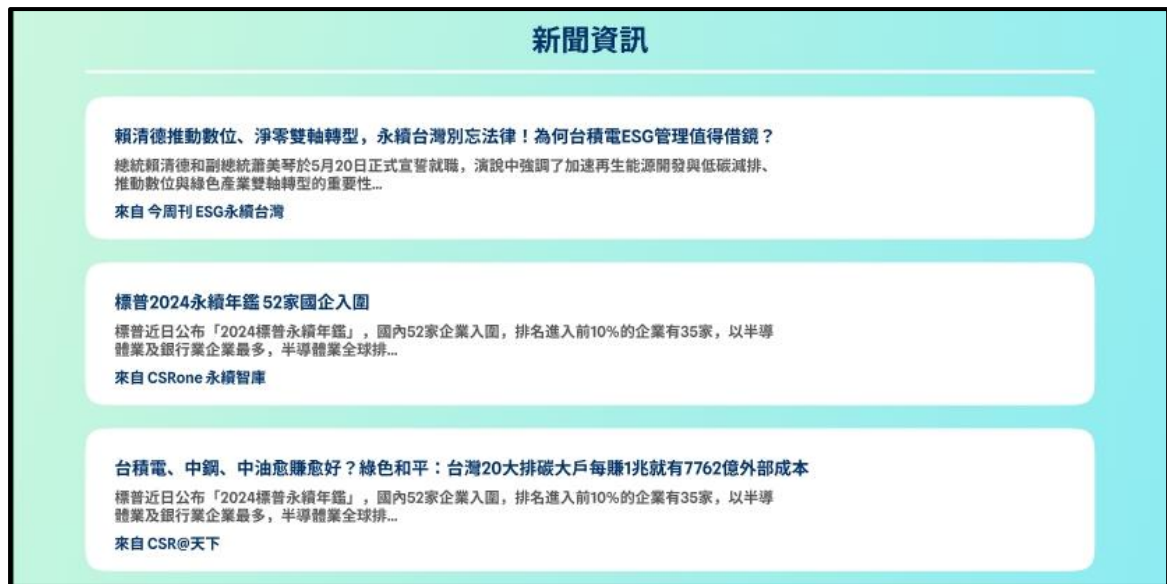 新聞資訊
賴清德推動數位、淨零雙軸轉型，永續台灣別忘法律！為何台積電ESG管理值得借鏡？
總統賴清德和副總統蕭美琴於5月20日正式宣誓就職，演說中強調了加速再生能源開發與低碳減排、
推動數位與綠色產業雙軸轉型的重要性...
來自 今周刊 ESG永續台灣
標普2024永續年鑑 52家國企入圍
標普近日公布「2024標普永續年鑑」，國內52家企業入圍，排名進入前10%的企業有35家，以半導
體業及銀行業企業最多，半導體業全球排...
來自 CSRone 永續智庫
台積電、中鋼、中油愈賺愈好？綠色和平：台灣20大排碳大戶每賺1兆就有7762億外部成本
標普近日公布「2024標普永續年鑑」，國內52家企業入圍，排名進入前10%的企業有35家，以半導
體業及銀行業企業最多，半導體業全球排...
來自 CSR@天下